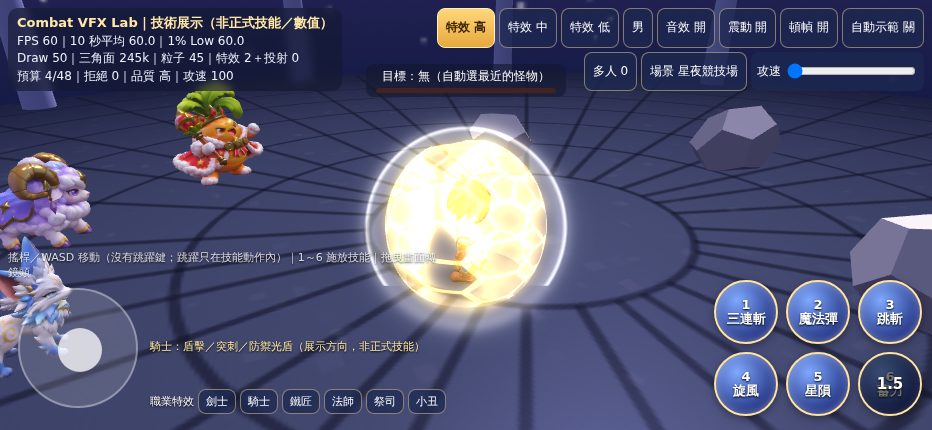 Combat VFX Lab｜技術展示（非正式技能／數值）
FPS 60｜10 秒平均 60.0｜1% Low 60.0
Draw 50｜三角面 245k｜粒子 45｜特效 2＋投射 0
預算 4/48｜拒絕 0｜品質 高｜攻速 100
特效 高
特效 中
特效 低
男
音效 開
震動 開
頓幀 開
自動示範 關
多人 0
場景 星夜競技場
攻速
目標：無（自動選最近的怪物）
搖桿／WASD 移動（沒有跳躍鍵；跳躍只在技能動作內）｜1～6 施放技能｜拖曳畫面轉
鏡頭
騎士：盾擊／突刺／防禦光盾（展示方向，非正式技能）
職業特效
劍士
騎士
鐵匠
法師
祭司
小丑
1
三連斬
2
魔法彈
3
跳斬
4
旋風
5
星隕
6
1.5